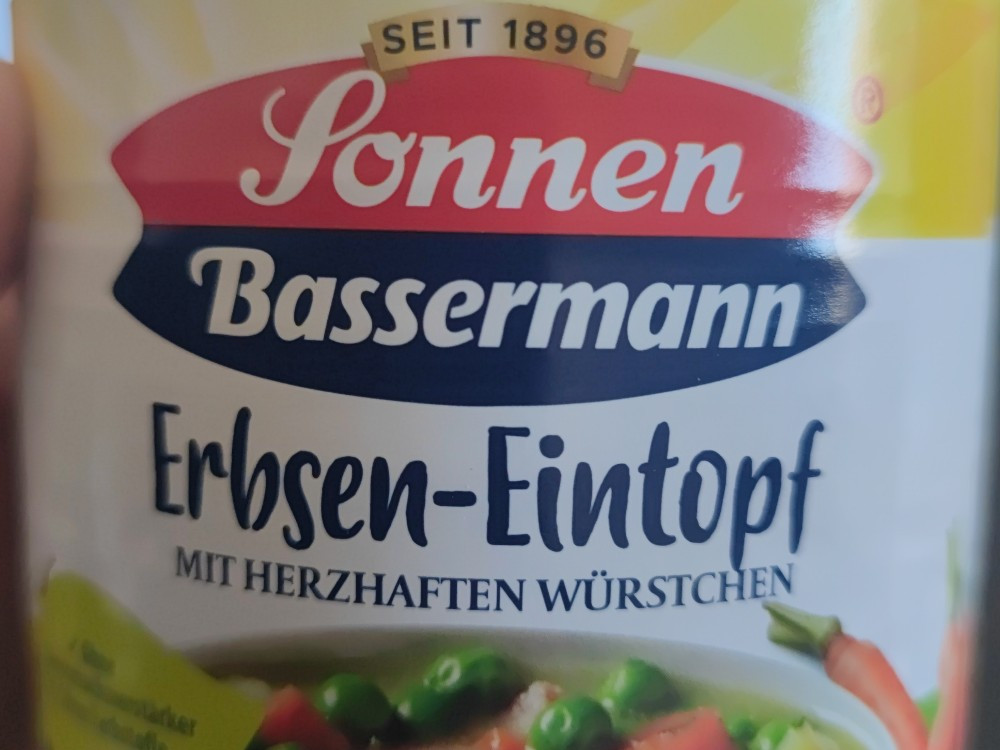 SEIT 1896
Sonnen
®
Bassermann
Erbsen-Eintopf
MIT HERZHAFTEN WÜRSTCHEN